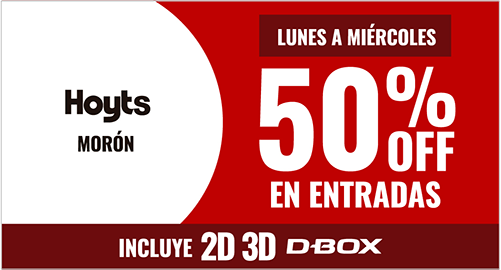 Hoyts
MORÓN
LUNES A MIÉRCOLES
50% OFF
EN ENTRADAS
INCLUYE 2D 3D D-BOX